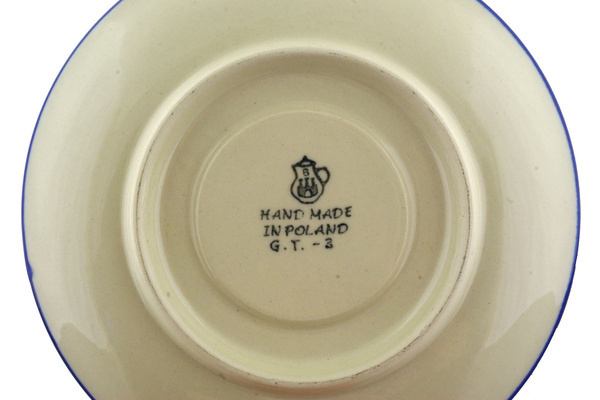 B
HAND MADE
IN POLAND
G.T. - 3